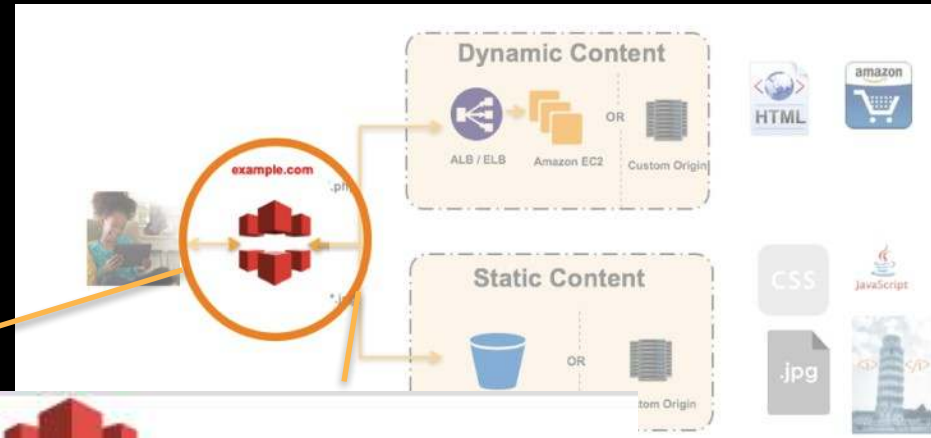 Dynamic Content
HTML
amazon
OR
ALB / ELB
Amazon EC2
Custom Origin
example.com
Static Content
CSS
JavaScript
OR
.jpg
Origin